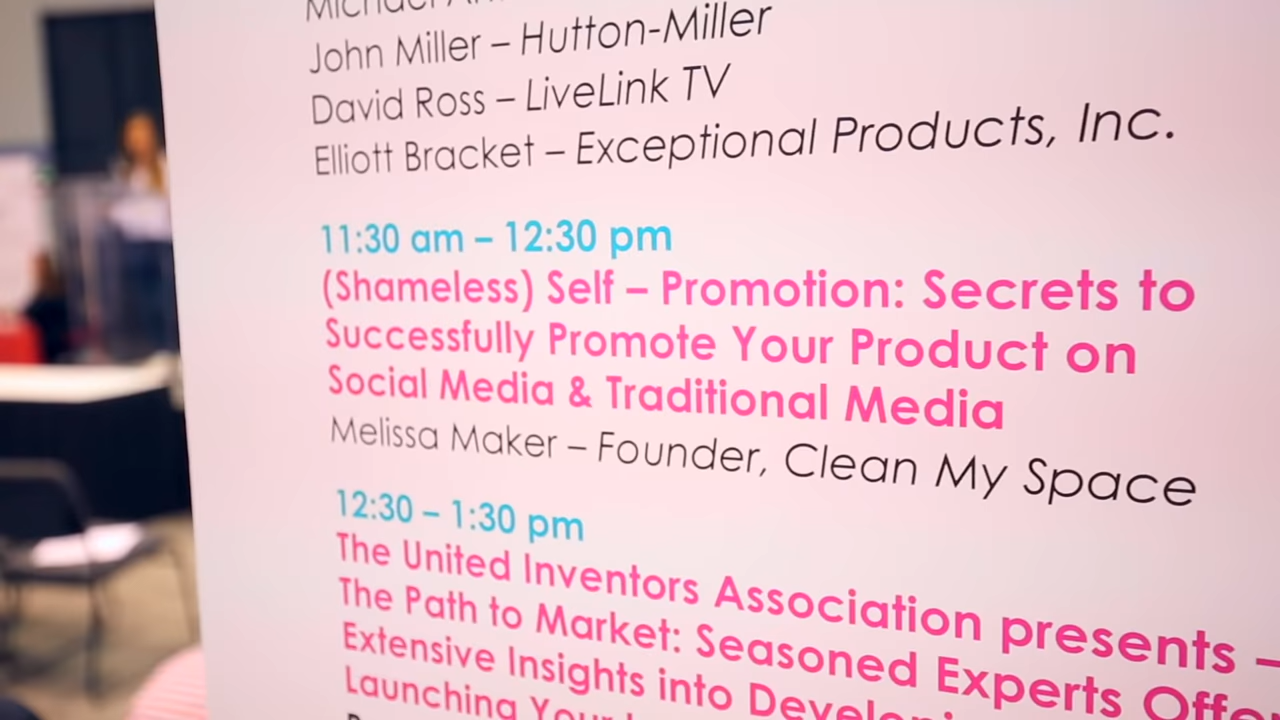 Michael
John Miller – Hutton-Miller
David Ross – LiveLink TV
Elliott Bracket – Exceptional Products, Inc.
11:30 am – 12:30 pm
(Shameless) Self – Promotion: Secrets to
Successfully Promote Your Product on
Social Media & Traditional Media
Melissa Maker – Founder, Clean My Space
12:30 – 1:30 pm
The United Inventors Association presents –
The Path to Market: Seasoned Experts
Extensive Insights into
Launching Your